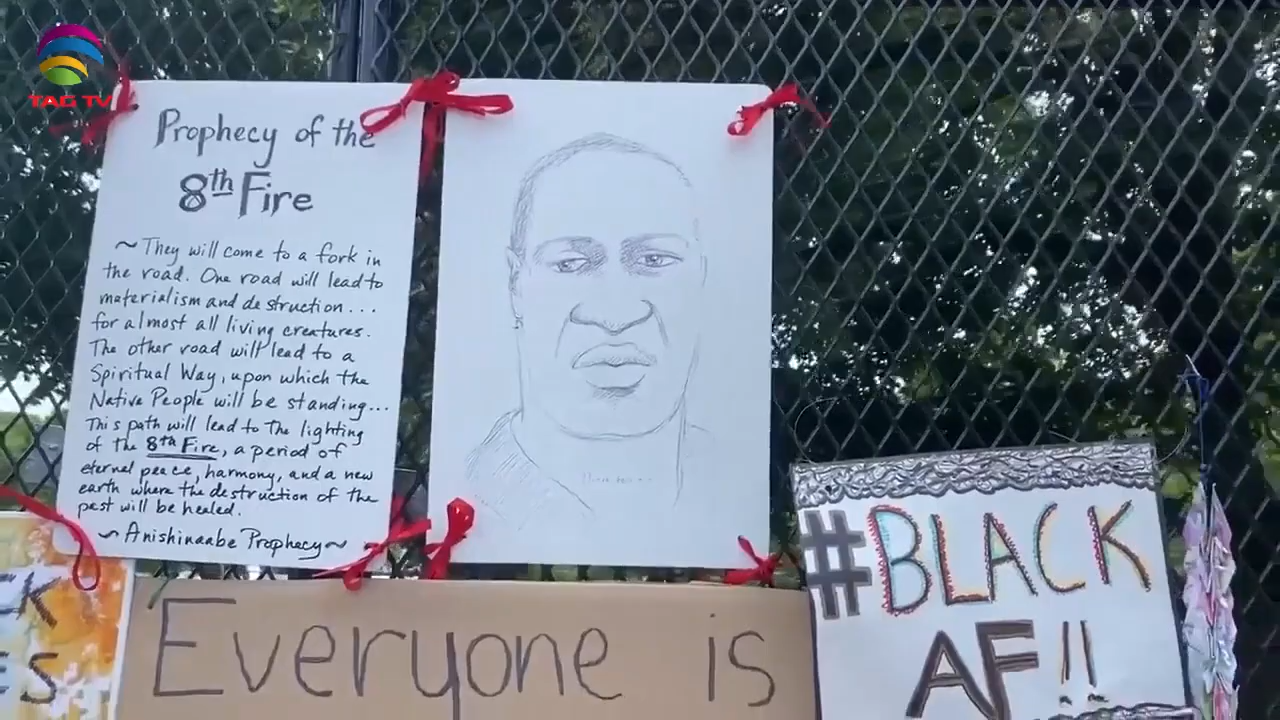 TAG TV
Prophecy of the
8th Fire
~ They will come to a fork in
the road. One road will lead to
materialism and destruction...
for almost all living creatures.
The other road will lead to a
Spiritual Way, upon which the
Native People will be standing...
This path will lead to the lighting
of the 8th Fire, a period of
eternal peace, harmony, and a new
earth where the destruction of the
past will be healed.
~ Anishinaabe Prophecy ~
Everyone is
#BLACK
AF!!
CK
ES